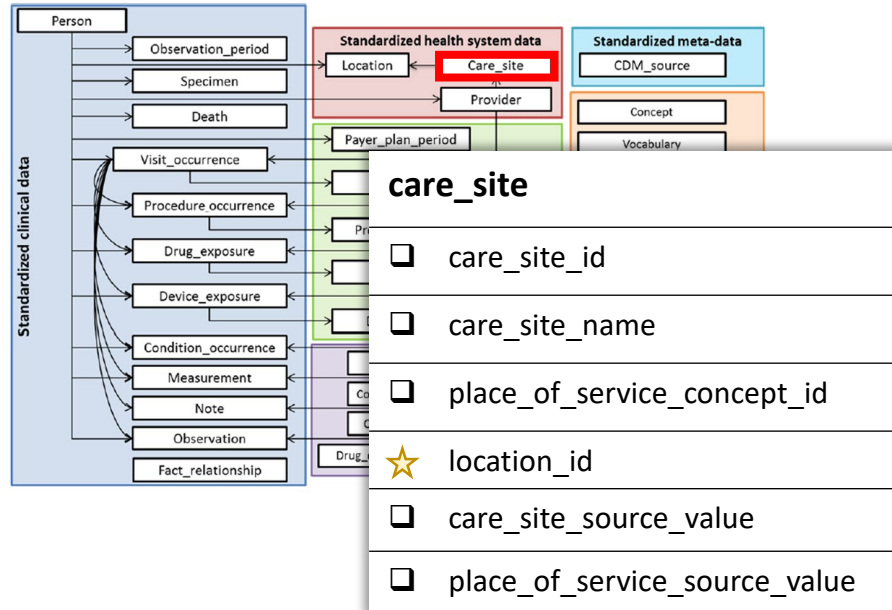 Person
Observation_period
Specimen
Death
Visit_occurrence
Procedure_occurrence
Drug_exposure
Device_exposure
Condition_occurrence
Measurement
Note
Observation
Fact_relationship
Standardized clinical data
Standardized health system data
Location
Care_site
Provider
Payer_plan_period
Standardized meta-data
CDM_source
Concept
Vocabulary
care_site
care_site_id
care_site_name
place_of_service_concept_id
location_id
care_site_source_value
place_of_service_source_value